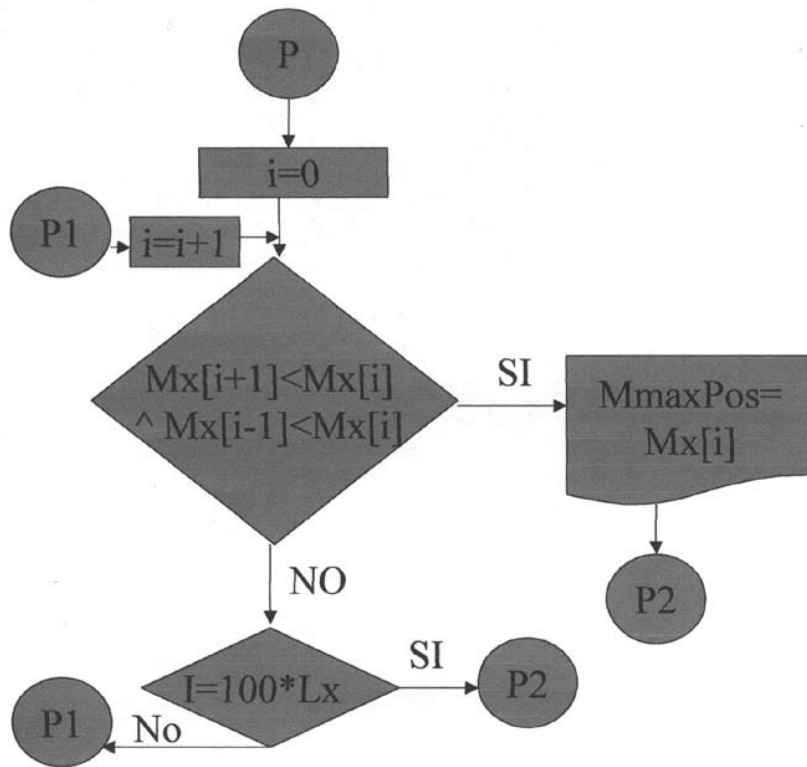 P
i=0
P1
i=i+1
Mx[i+1]<Mx[i]
^ Mx[i-1]<Mx[i]
SI
MmaxPos=
Mx[i]
P2
NO
I=100*Lx
SI
P2
No
P1